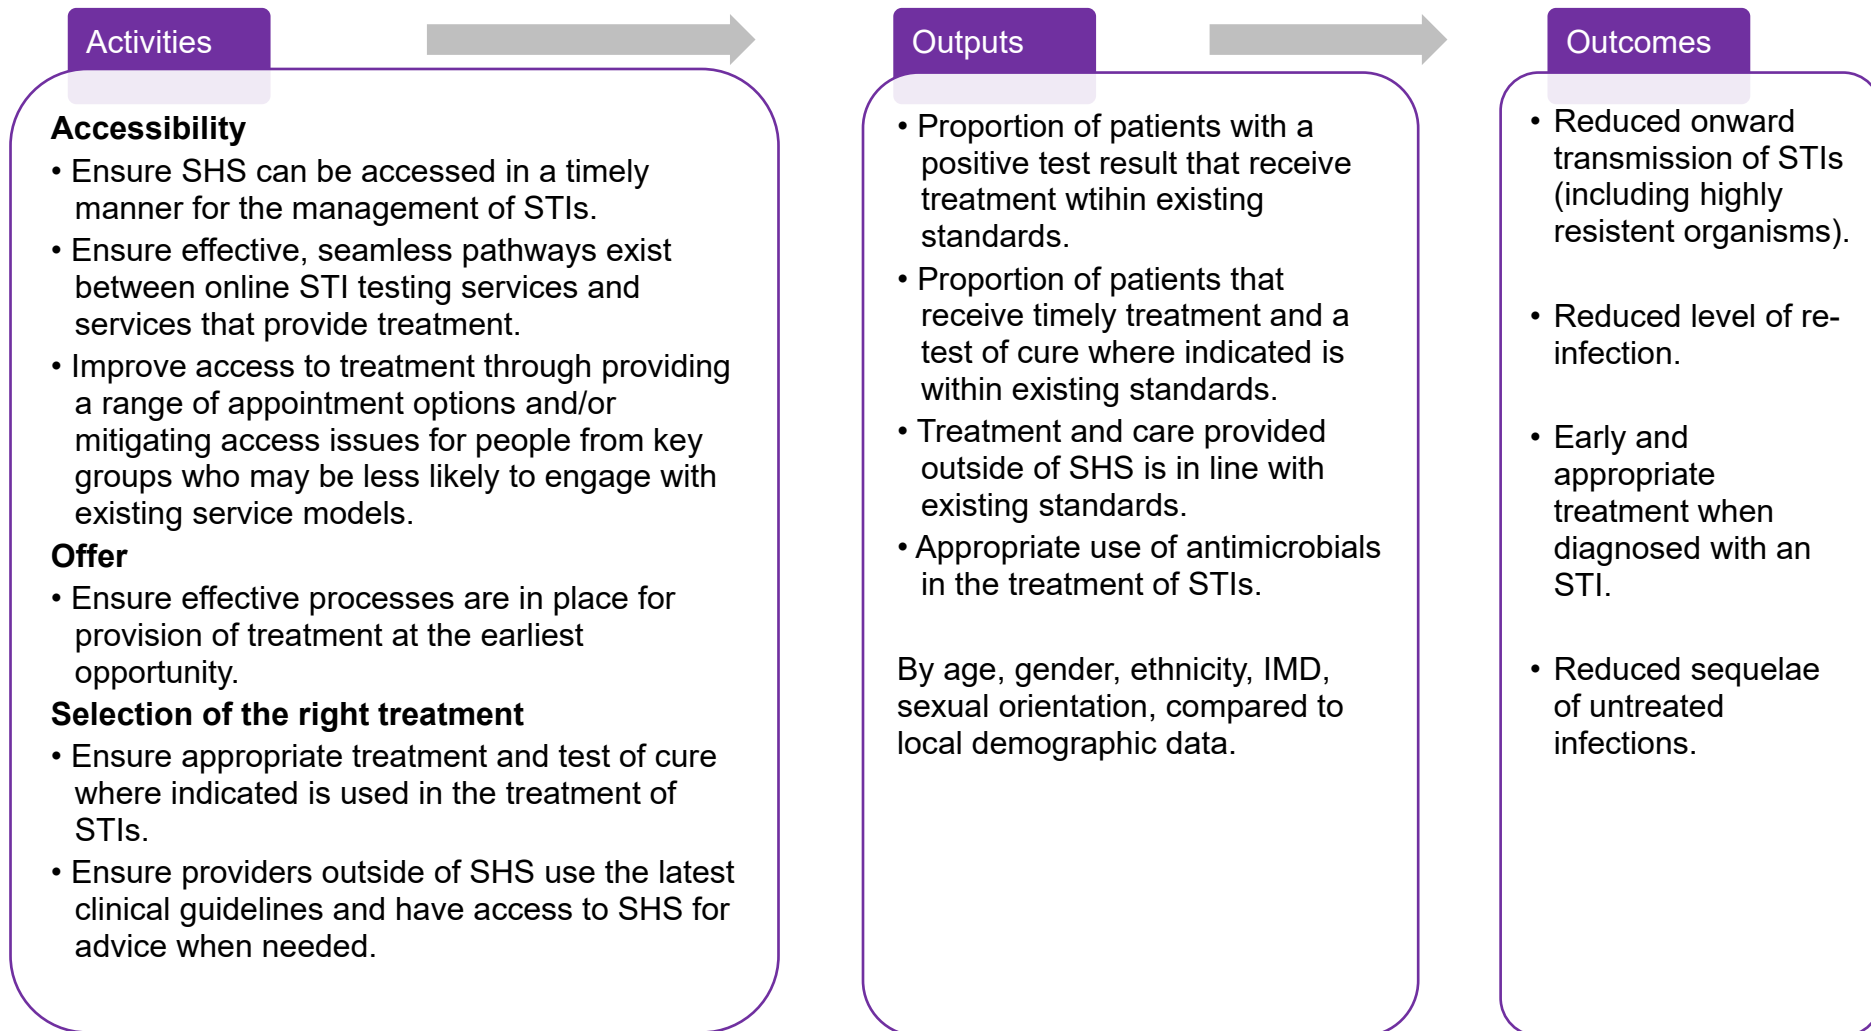 Activities
Accessibility
• Ensure SHS can be accessed in a timely
manner for the management of STIs.
• Ensure effective, seamless pathways exist
between online STI testing services and
services that provide treatment.
• Improve access to treatment through providing
a range of appointment options and/or
mitigating access issues for people from key
groups who may be less likely to engage with
existing service models.
Offer
• Ensure effective processes are in place for
provision of treatment at the earliest
opportunity.
Selection of the right treatment
• Ensure appropriate treatment and test of cure
where indicated is used in the treatment of
STIs.
• Ensure providers outside of SHS use the latest
clinical guidelines and have access to SHS for
advice when needed.
Outputs
• Proportion of patients with a
positive test result that receive
treatment wtihin existing
standards.
• Proportion of patients that
receive timely treatment and a
test of cure where indicated is
within existing standards.
• Treatment and care provided
outside of SHS is in line with
existing standards.
• Appropriate use of antimicrobials
in the treatment of STIs.
By age, gender, ethnicity, IMD,
sexual orientation, compared to
local demographic data.
Outcomes
• Reduced onward
transmission of STIs
(including highly
resistent organisms).
• Reduced level of re-
infection.
• Early and
appropriate
treatment when
diagnosed with an
STI.
• Reduced sequelae
of untreated
infections.